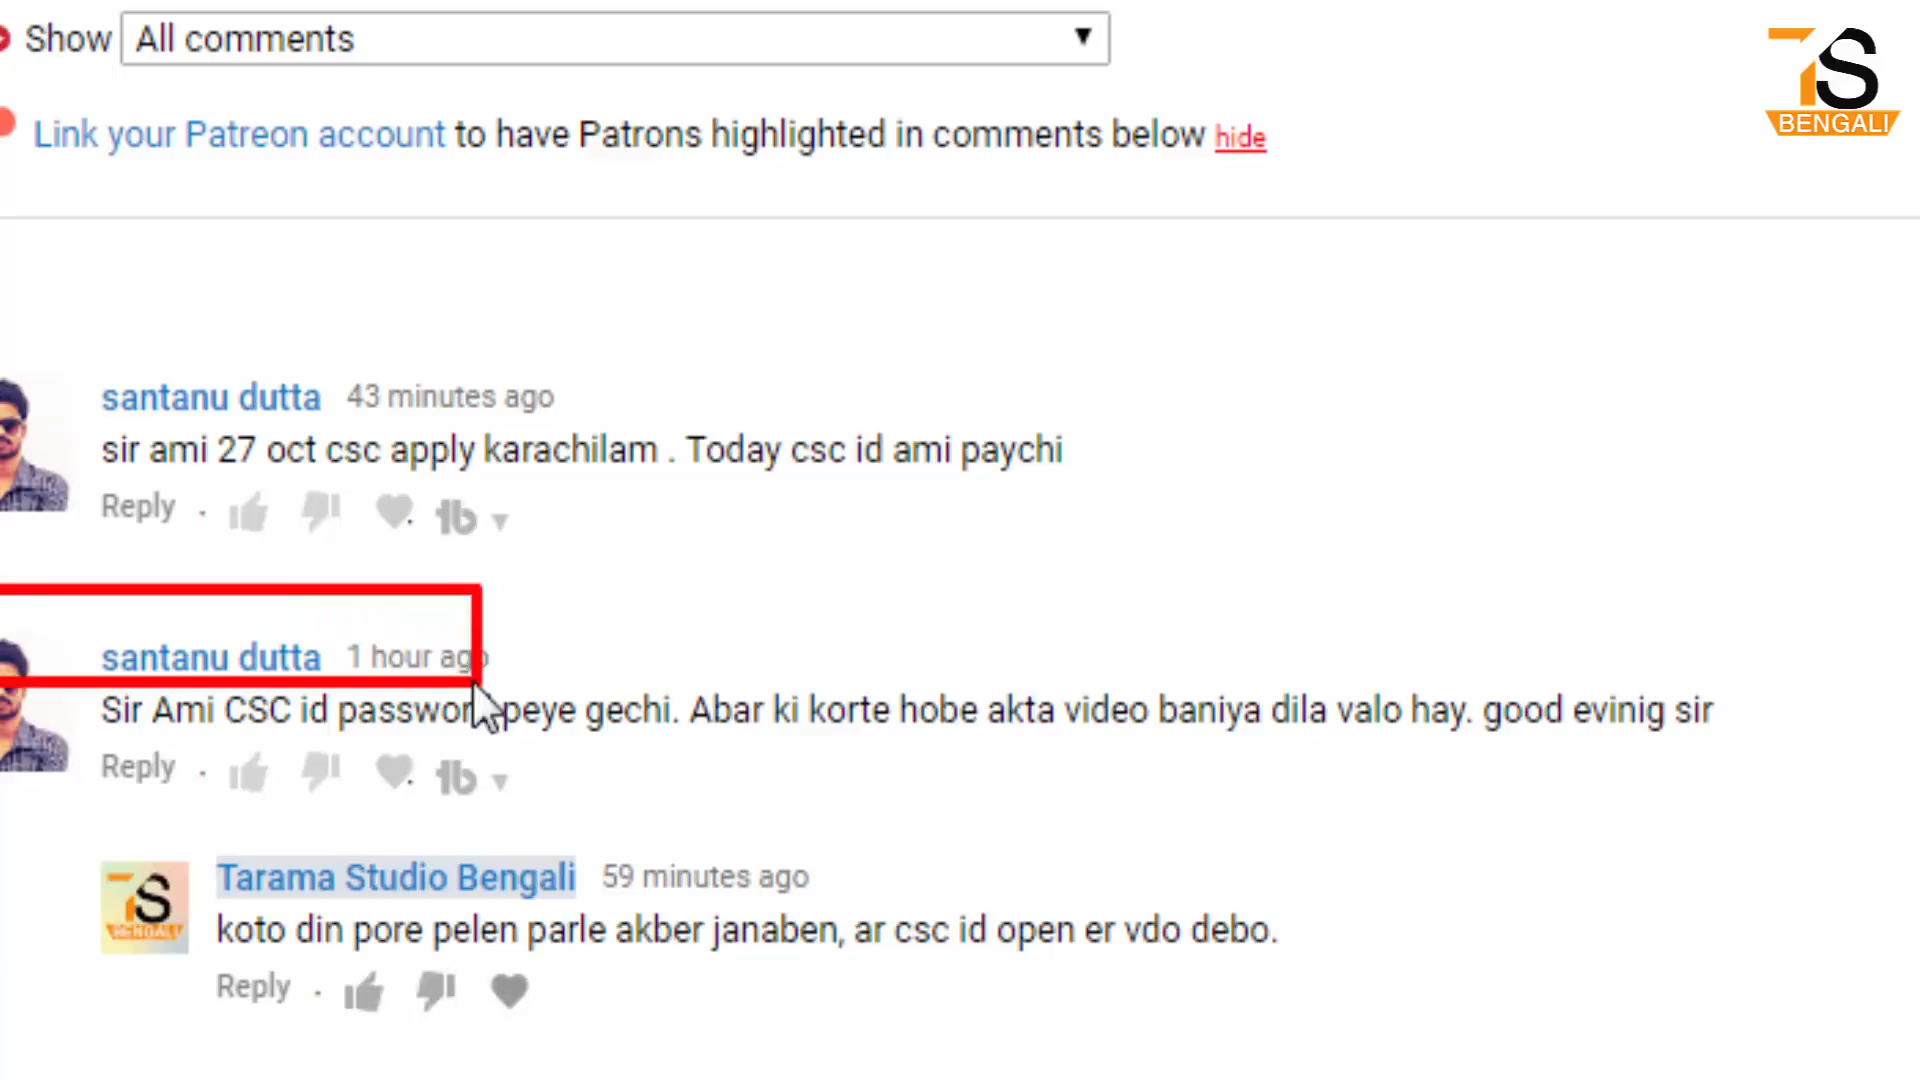 Show All comments
TS
BENGALI
Link your Patreon account to have Patrons highlighted in comments below hide
santanu dutta 43 minutes ago
sir ami 27 oct csc apply karachilam . Today csc id ami paychi
Reply .
santanu dutta 1 hour ago
Sir Ami CSC id password peye gechi. Abar ki korte hobe akta video baniya dila valo hay. good evinig sir
Reply .
TS
BENGALI
Tarama Studio Bengali 59 minutes ago
koto din pore pelen parle akber janaben, ar csc id open er vdo debo.
Reply .